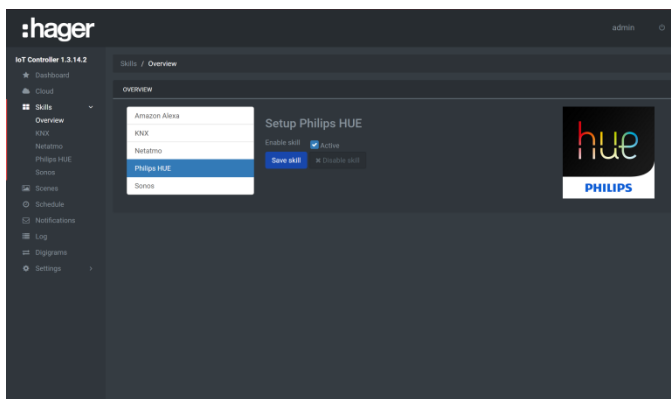 :hager
admin
IoT Controller 1.3.14.2
Dashboard
Cloud
Skills
Overview
KNX
Netatmo
Philips HUE
Sonos
Scenes
Schedule
Notifications
Log
Digigrams
Settings
Skills / Overview
OVERVIEW
Amazon Alexa
KNX
Netatmo
Philips HUE
Sonos
Setup Philips HUE
Enable skill Active
Save skill Disable skill
hue
PHILIPS